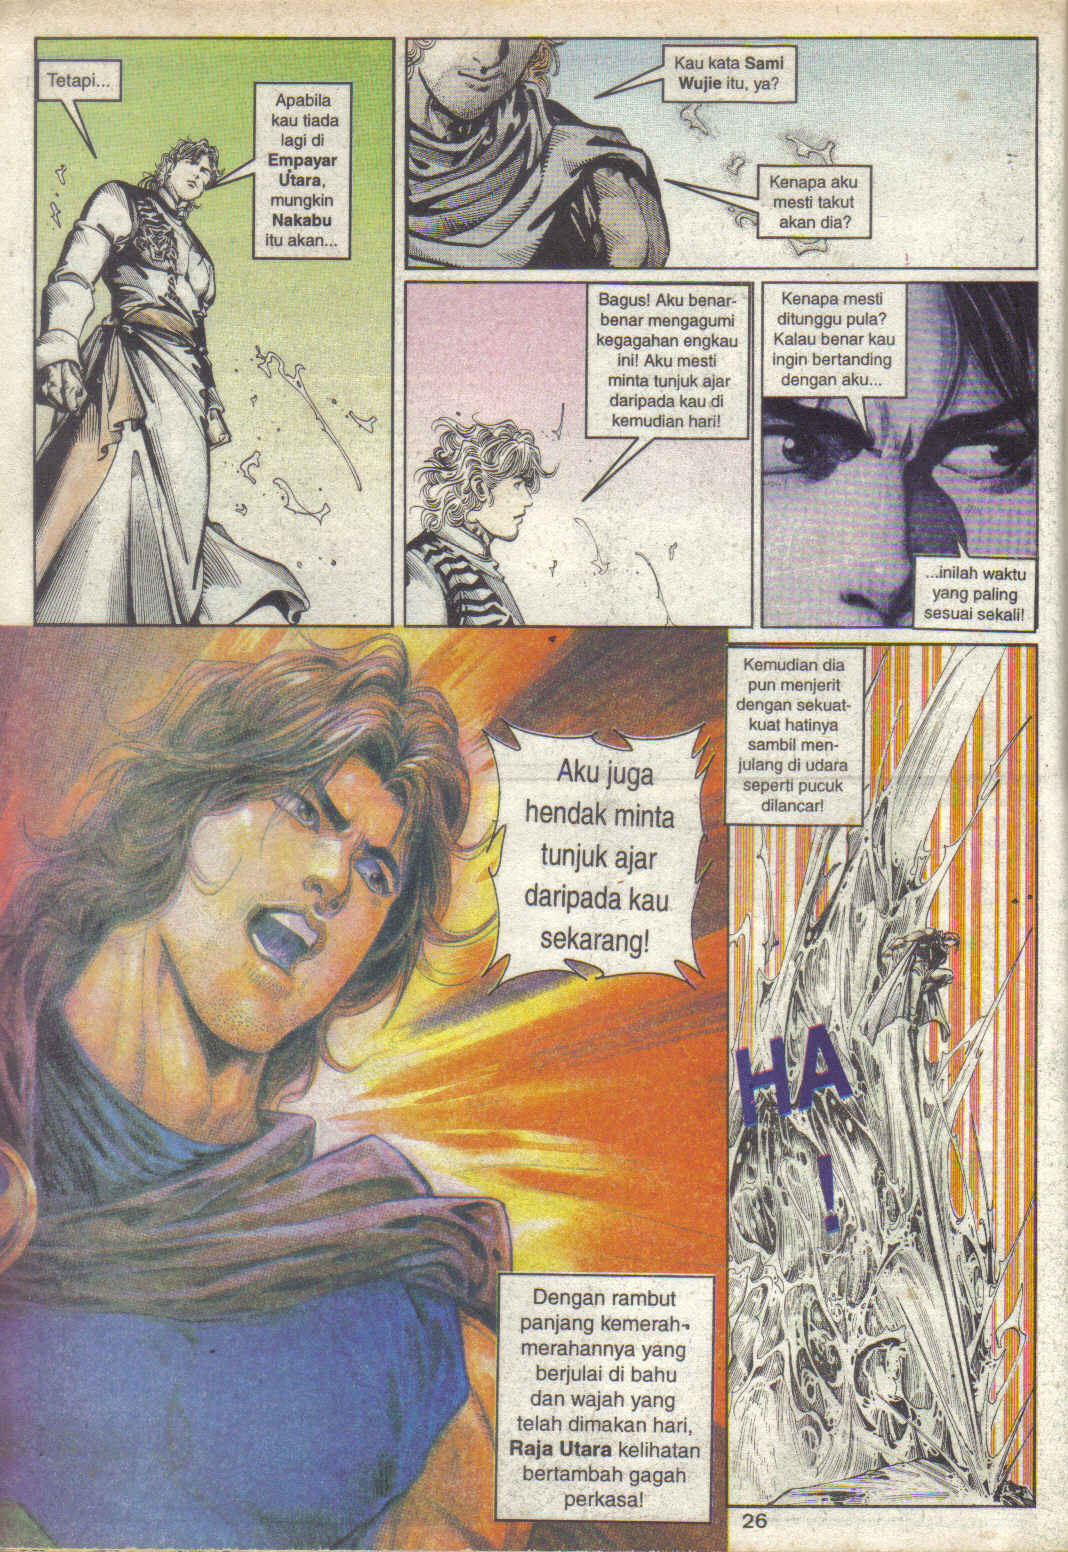 Tetapi...
Apabila
kau tiada
lagi di
Empayar
Utara,
mungkin
Nakabu
itu akan...
Kau kata Sami
Wujie itu, ya?
Kenapa aku
mesti takut
akan dia?
Bagus! Aku benar-
benar mengagumi
kegagahan engkau
ini! Aku mesti
minta tunjuk ajar
daripada kau di
kemudian hari!
Kenapa mesti
ditunggu pula?
Kalau benar kau
ingin bertanding
dengan aku...
...inilah waktu
yang paling
sesuai sekali!
Aku juga
hendak minta
tunjuk ajar
daripada kau
sekarang!
Dengan rambut
panjang kemerah-
merahannya yang
berjulai di bahu
dan wajah yang
telah dimakan hari,
Raja Utara kelihatan
bertambah gagah
perkasa!
Kemudian dia
pun menjerit
dengan sekuat-
kuat hatinya
sambil men-
julang di udara
seperti pucuk
dilancar!
HA
!
26